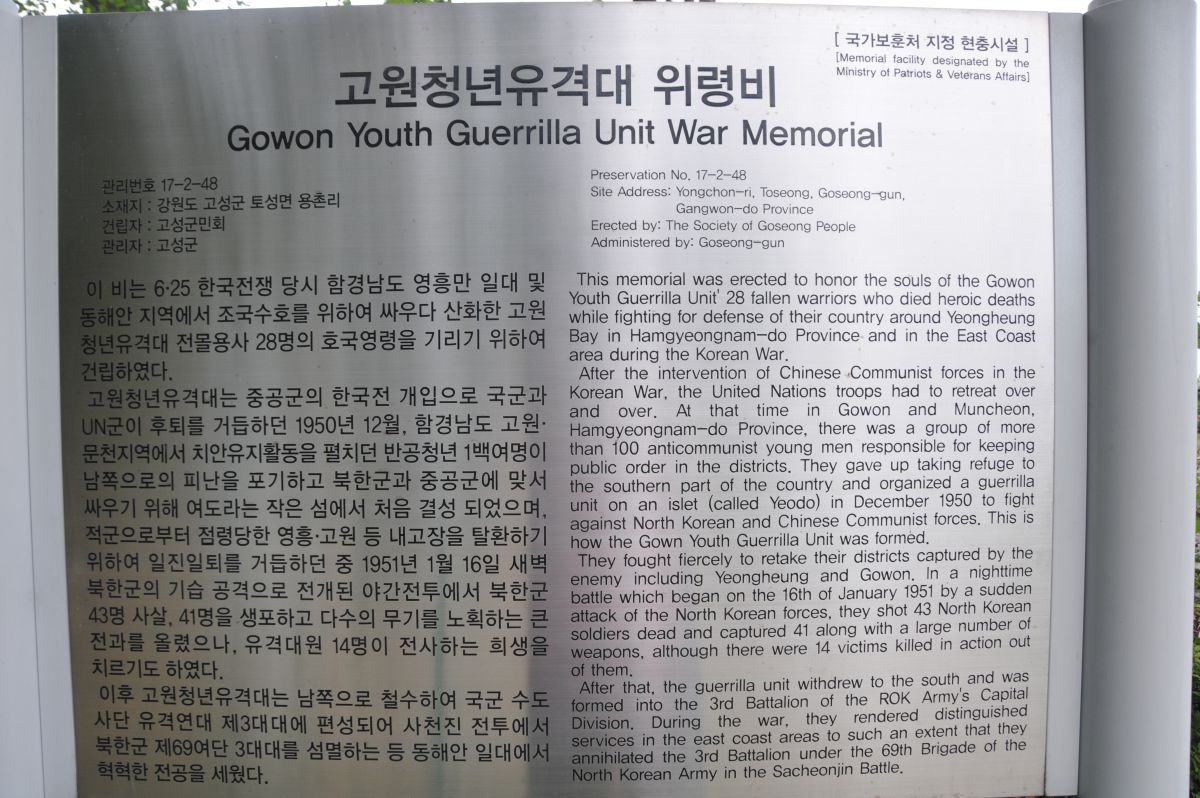 [ 국가보훈처 지정 현충시설 ]
[Memorial facility designated by the
Ministry of Patriots & Veterans Affairs]
고원청년유격대 위령비
Gowon Youth Guerrilla Unit War Memorial
관리번호 17-2-48
소재지 : 강원도 고성군 토성면 용촌리
건립자 : 고성군민회
관리자 : 고성군
이 비는 6·25 한국전쟁 당시 함경남도 영흥만 일대 및
동해안 지역에서 조국수호를 위하여 싸우다 산화한 고원
청년유격대 전몰용사 28명의 호국영령을 기리기 위하여
건립하였다.
고원청년유격대는 중공군의 한국전 개입으로 국군과
UN군이 후퇴를 거듭하던 1950년 12월, 함경남도 고원·
문천지역에서 치안유지활동을 펼치던 반공청년 1백여명이
남쪽으로의 피난을 포기하고 북한군과 중공군에 맞서
싸우기 위해 여도라는 작은 섬에서 처음 결성 되었으며,
적군으로부터 점령당한 영흥·고원 등 내고장을 탈환하기
위하여 일진일퇴를 거듭하던 중 1951년 1월 16일 새벽
북한군의 기습 공격으로 전개된 야간전투에서 북한군
43명 사살, 41명을 생포하고 다수의 무기를 노획하는 큰
전과를 올렸으나, 유격대원 14명이 전사하는 희생을
치르기도 하였다.
이후 고원청년유격대는 남쪽으로 철수하여 국군 수도
사단 유격연대 제3대대에 편성되어 사천진 전투에서
북한군 제69여단 3대대를 섬멸하는 등 동해안 일대에서
혁혁한 전공을 세웠다.
Preservation No. 17-2-48
Site Address: Yongchon-ri, Toseong, Goseong-gun,
Gangwon-do Province
Erected by: The Society of Goseong People
Administered by: Goseong-gun
This memorial was erected to honor the souls of the Gowon
Youth Guerrilla Unit' 28 fallen warriors who died heroic deaths
while fighting for defense of their country around Yeongheung
Bay in Hamgyeongnam-do Province and in the East Coast
area during the Korean War.
After the intervention of Chinese Communist forces in the
Korean War, the United Nations troops had to retreat over
and over. At that time in Gowon and Muncheon,
Hamgyeongnam-do Province, there was a group of more
than 100 anticommunist young men responsible for keeping
public order in the districts. They gave up taking refuge to
the southern part of the country and organized a guerrilla
unit on an islet (called Yeodo) in December 1950 to fight
against North Korean and Chinese Communist forces. This is
how the Gown Youth Guerrilla Unit was formed.
They fought fiercely to retake their districts captured by the
enemy including Yeongheung and Gowon. In a nighttime
battle which began on the 16th of January 1951 by a sudden
attack of the North Korean forces, they shot 43 North Korean
soldiers dead and captured 41 along with a large number of
weapons, although there were 14 victims killed in action out
of them.
After that, the guerrilla unit withdrew to the south and was
formed into the 3rd Battalion of the ROK Army's Capital
Division. During the war, they rendered distinguished
services in the east coast areas to such an extent that they
annihilated the 3rd Battalion under the 69th Brigade of the
North Korean Army in the Sacheonjin Battle.